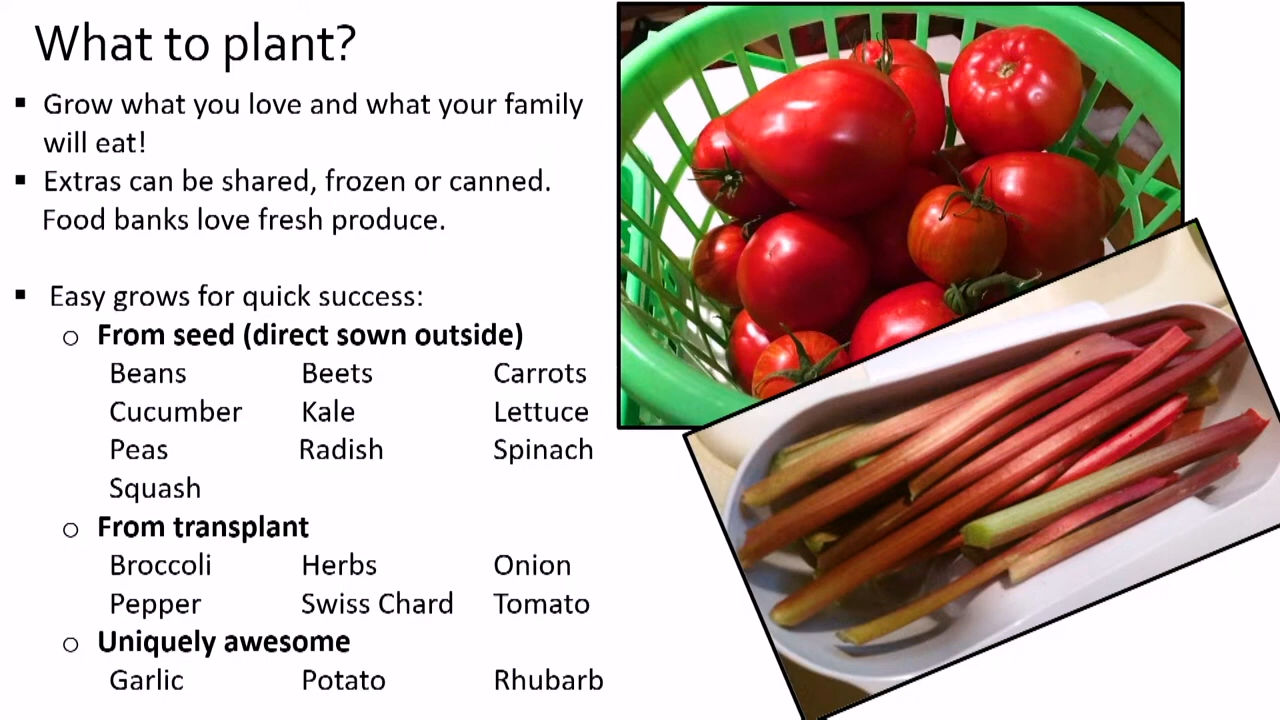 What to plant?
▪ Grow what you love and what your family
will eat!
▪ Extras can be shared, frozen or canned.
Food banks love fresh produce.
▪ Easy grows for quick success:
o From seed (direct sown outside)
Beans Beets Carrots
Cucumber Kale Lettuce
Peas Radish Spinach
Squash
o From transplant
Broccoli Herbs Onion
Pepper Swiss Chard Tomato
o Uniquely awesome
Garlic Potato Rhubarb